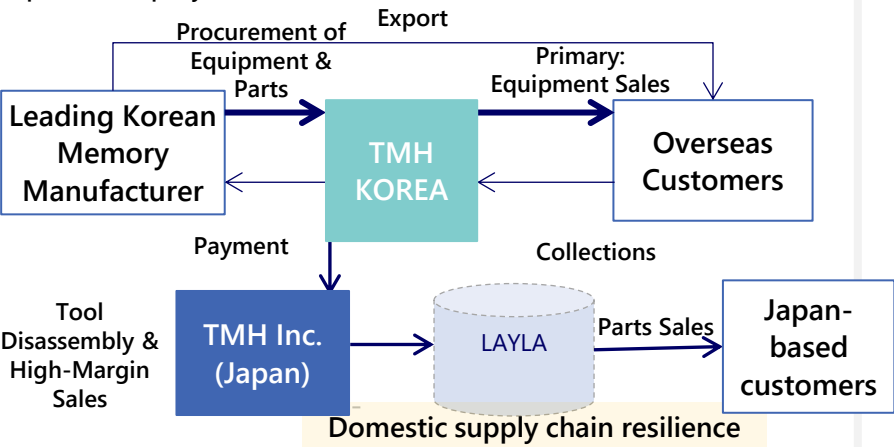 Export
Procurement of
Equipment &
Parts
Primary:
Equipment Sales
Leading Korean
Memory
Manufacturer
TMH
KOREA
Overseas
Customers
Payment
Collections
Tool
Disassembly &
High-Margin
Sales
TMH Inc.
(Japan)
LAYLA
Parts Sales
Japan-
based
customers
Domestic supply chain resilience